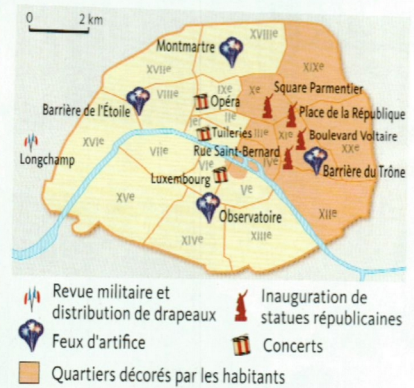 0 2 km
Montmartre
XVIIIe
XVIIe
XIXe
Square Parmentier
Barrière de l'Étoile
VIIIe
IXe
Xe
Opéra
Place de la République
IIe
Ier
Tuileries
IIIe
XIe
Boulevard Voltaire
XXe
Longchamp
XVIe
VIIe
Rue Saint-Bernard
IVe
Barrière du Trône
VIe
Luxembourg
Ve
XVe
Observatoire
XIIe
XIVe
XIIIe
Revue militaire et
distribution de drapeaux
Inauguration de
statues républicaines
Feux d'artifice
Concerts
Quartiers décorés par les habitants